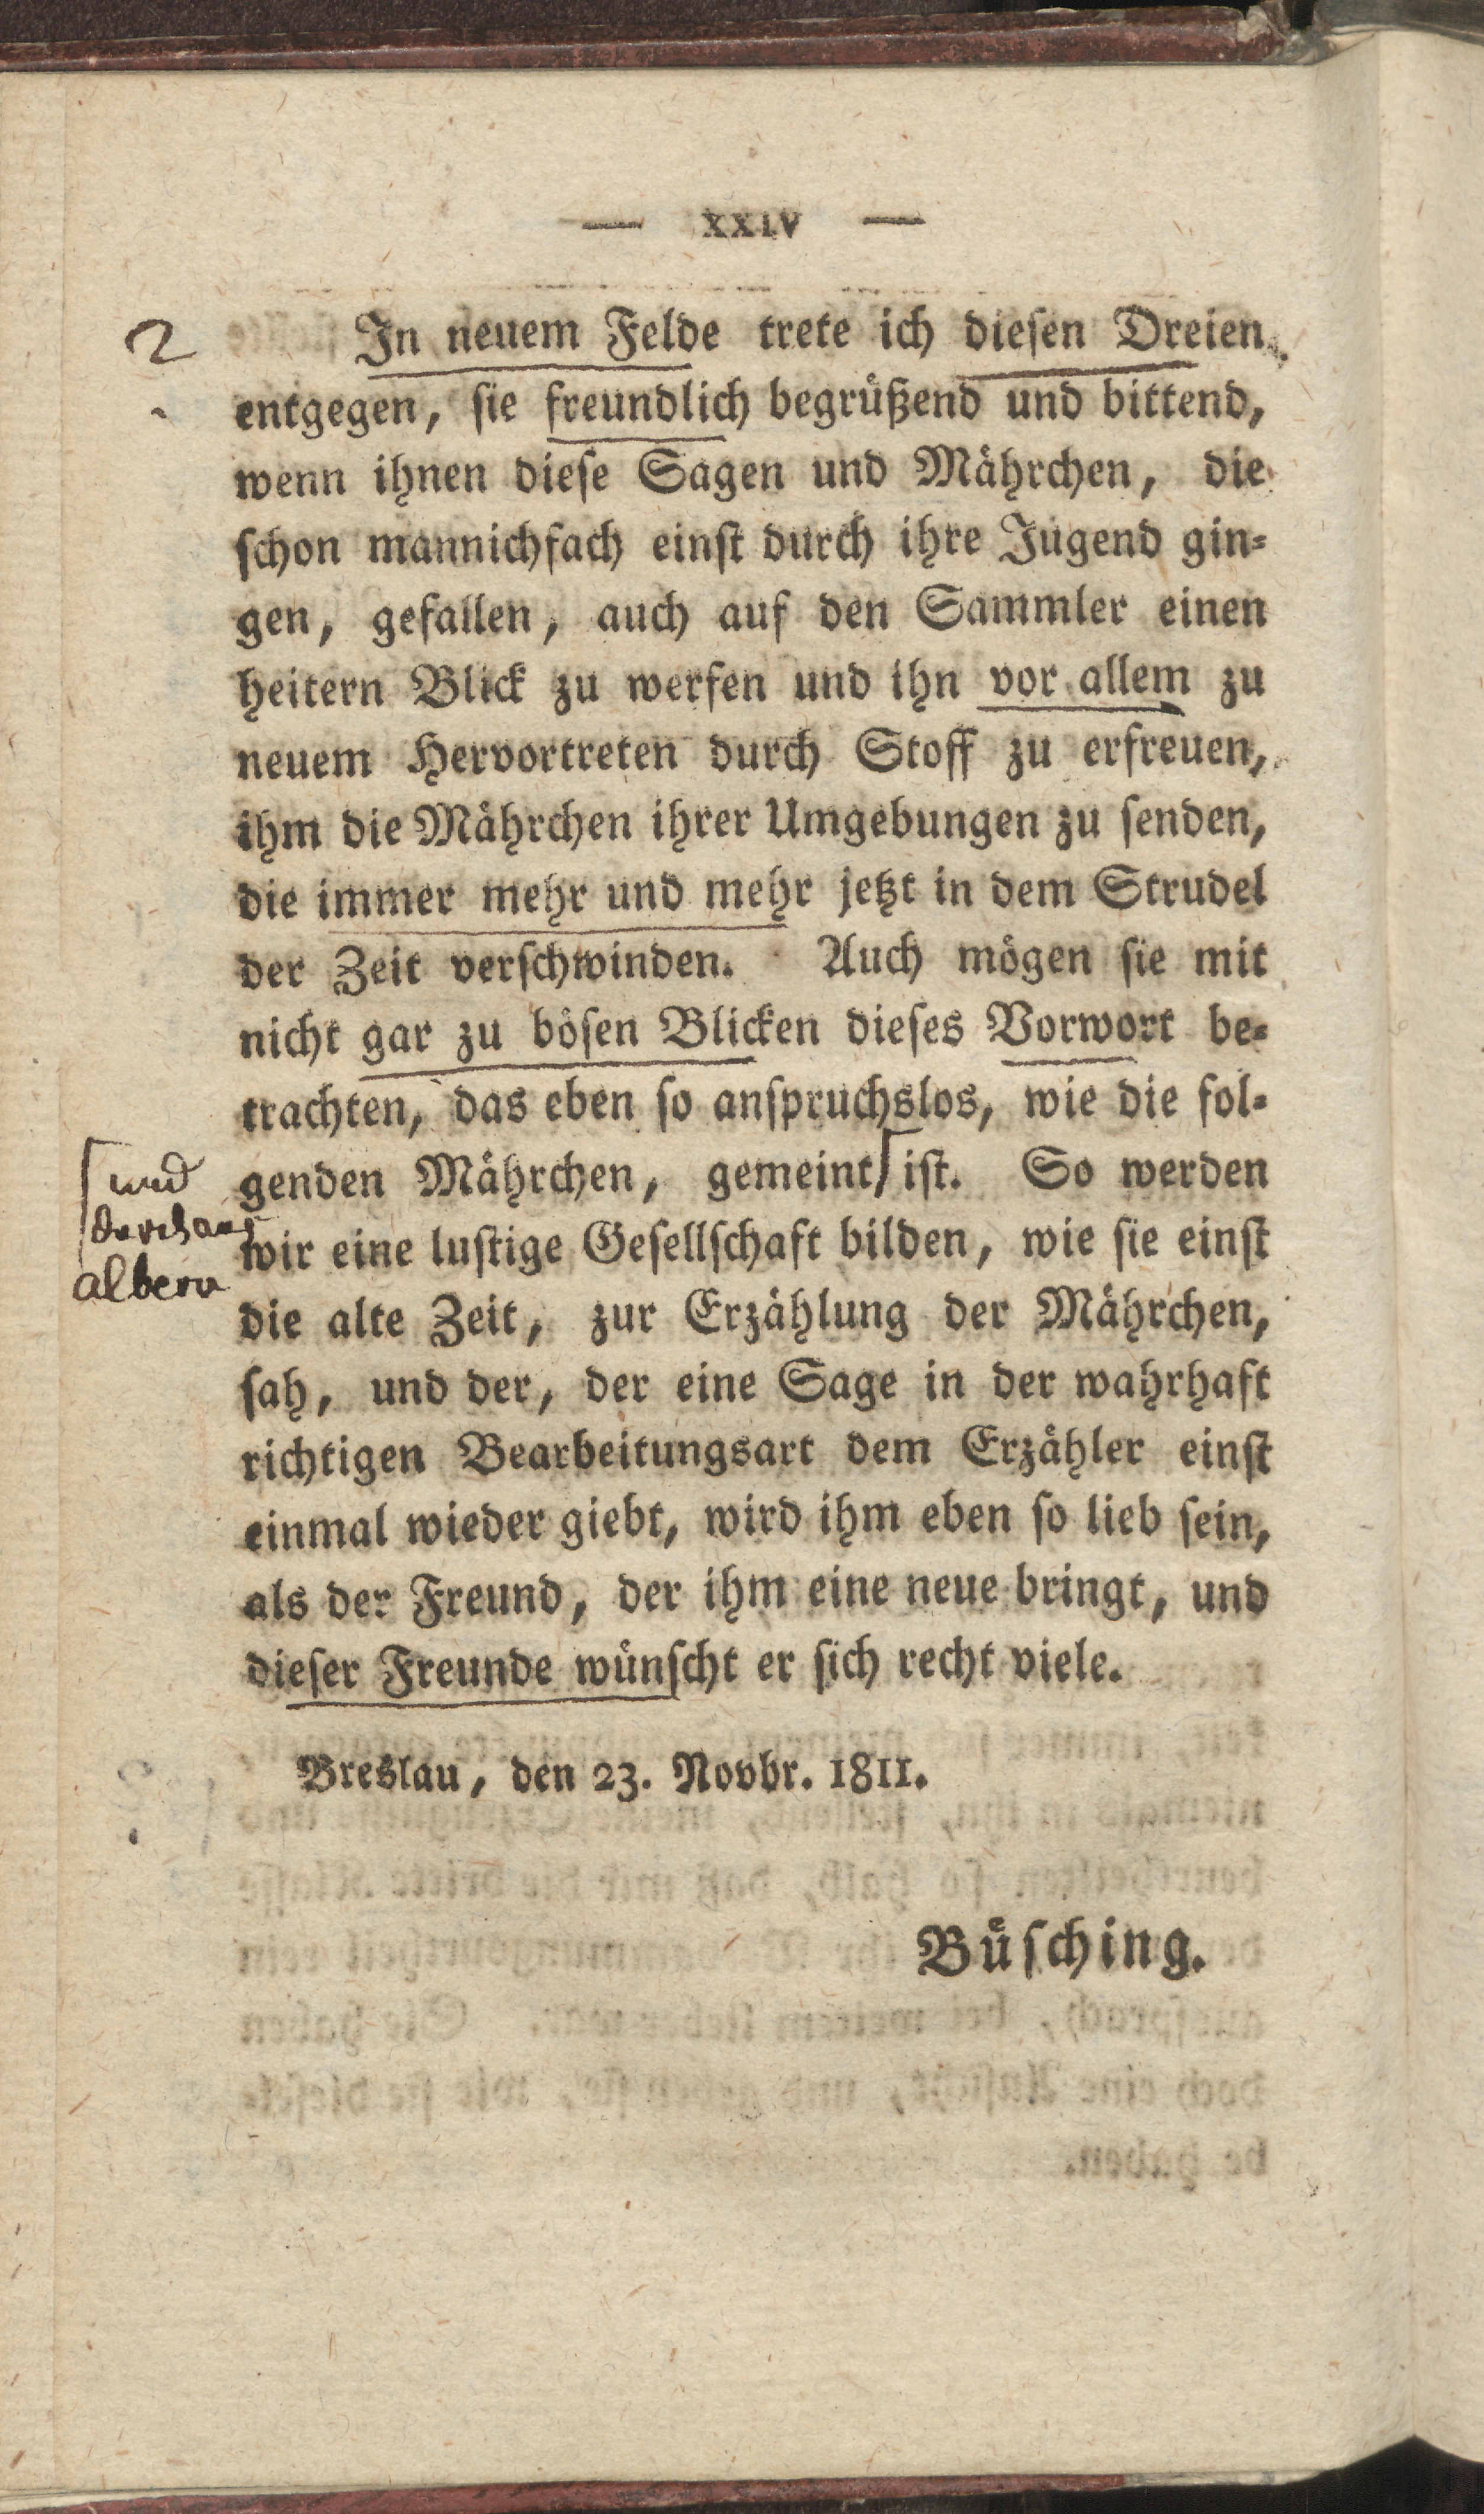 — XXIV —
2
In neuem Felde trete ich dieſen Dreien
entgegen, ſie freundlich begrüßend und bittend,
wenn ihnen dieſe Sagen und Mährchen, die
ſchon mannichfach einſt durch ihre Jugend gin⸗
gen, gefallen, auch auf den Sammler einen
heitern Blick zu werfen und ihn vor allem zu
neuem Hervortreten durch Stoff zu erfreuen,
ihm die Mährchen ihrer Umgebungen zu ſenden,
die immer mehr und mehr jetzt in dem Strudel
der Zeit verſchwinden. Auch mögen ſie mit
nicht gar zu böſen Blicken dieſes Vorwort be⸗
trachten, das eben ſo anſpruchslos, wie die fol⸗
genden Mährchen, gemeint ⌈ iſt. So werden
⌈ und
durchaus
albern
wir eine luſtige Geſellſchaft bilden, wie ſie einſt
die alte Zeit, zur Erzählung der Mährchen,
ſah, und der, der eine Sage in der wahrhaft
richtigen Bearbeitungsart dem Erzähler einſt
einmal wieder giebt, wird ihm eben ſo lieb ſein,
als der Freund, der ihm eine neue bringt, und
dieſer Freunde wünſcht er ſich recht viele.
Breslau, den 23. Novbr. 1811.
Büſching.